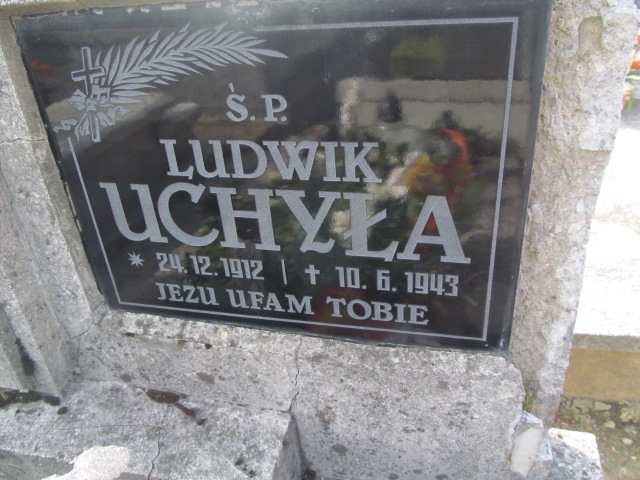 Ś. P.
LUDWIK
UCHYŁA
* 24. 12. 1912 | ✝ 10. 6. 1943
JEZU UFAM TOBIE